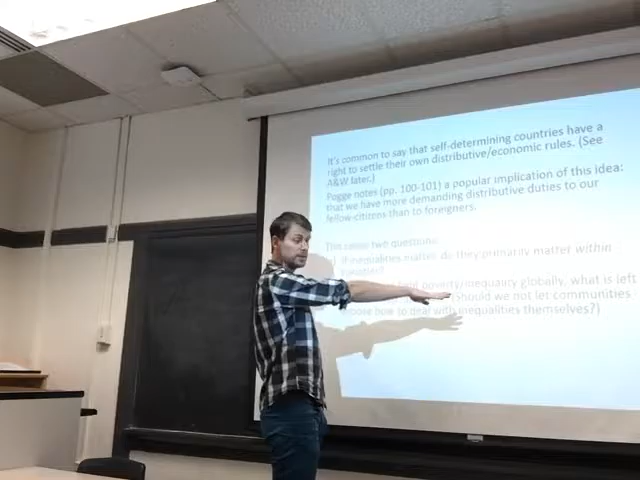 It's common to say that self-determining countries have a
right to settle their own distributive/economic rules. (See
A&W later.)
Pogge notes (pp. 100-101) a popular implication of this idea:
that we have more demanding distributive duties to our
fellow-citizens than to foreigners.
This raises two questions:
) If inequalities matter, do they primarily matter within
poverty/inequality globally, what is left
should we not let communities
how to deal with inequalities themselves?)